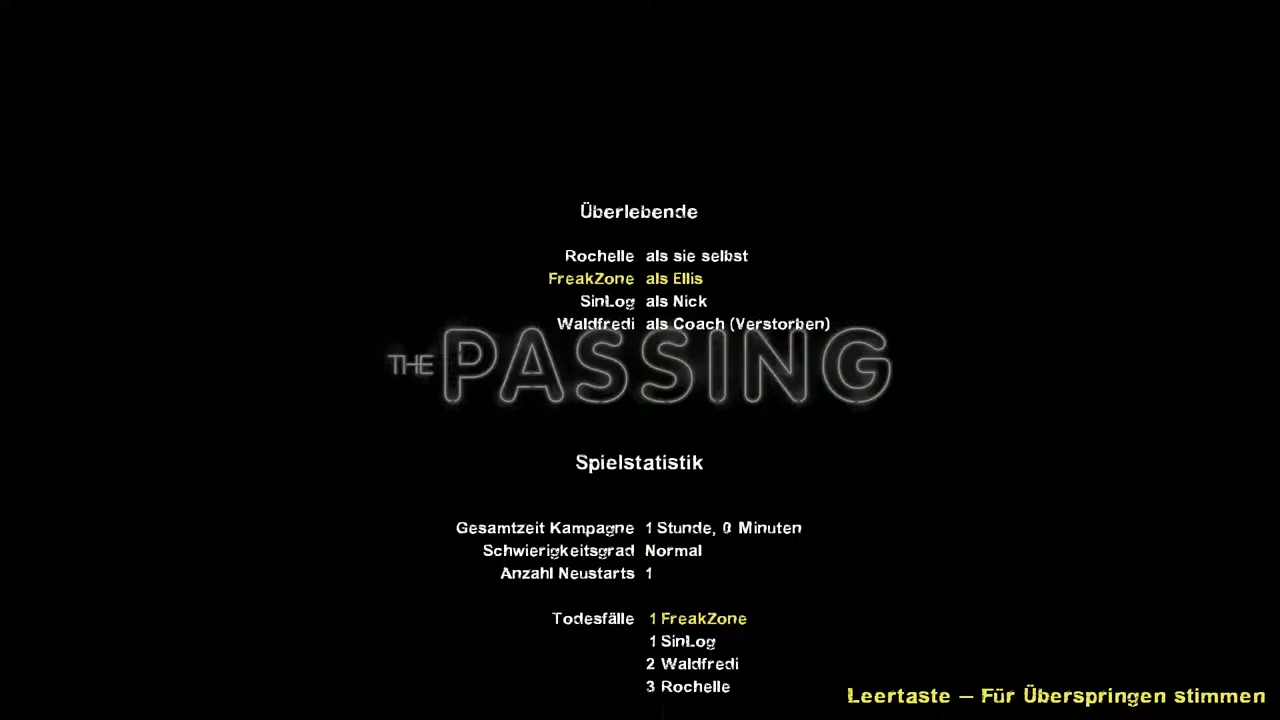 Überlebende
Rochelle als sie selbst
FreakZone als Ellis
SinLog als Nick
Waldfredi als Coach (Verstorben)
THE PASSING
Spielstatistik
Gesamtzeit Kampagne 1 Stunde, 0 Minuten
Schwierigkeitsgrad Normal
Anzahl Neustarts 1
Todesfälle 1 FreakZone
1 SinLog
2 Waldfredi
3 Rochelle
Leertaste – Für Überspringen stimmen